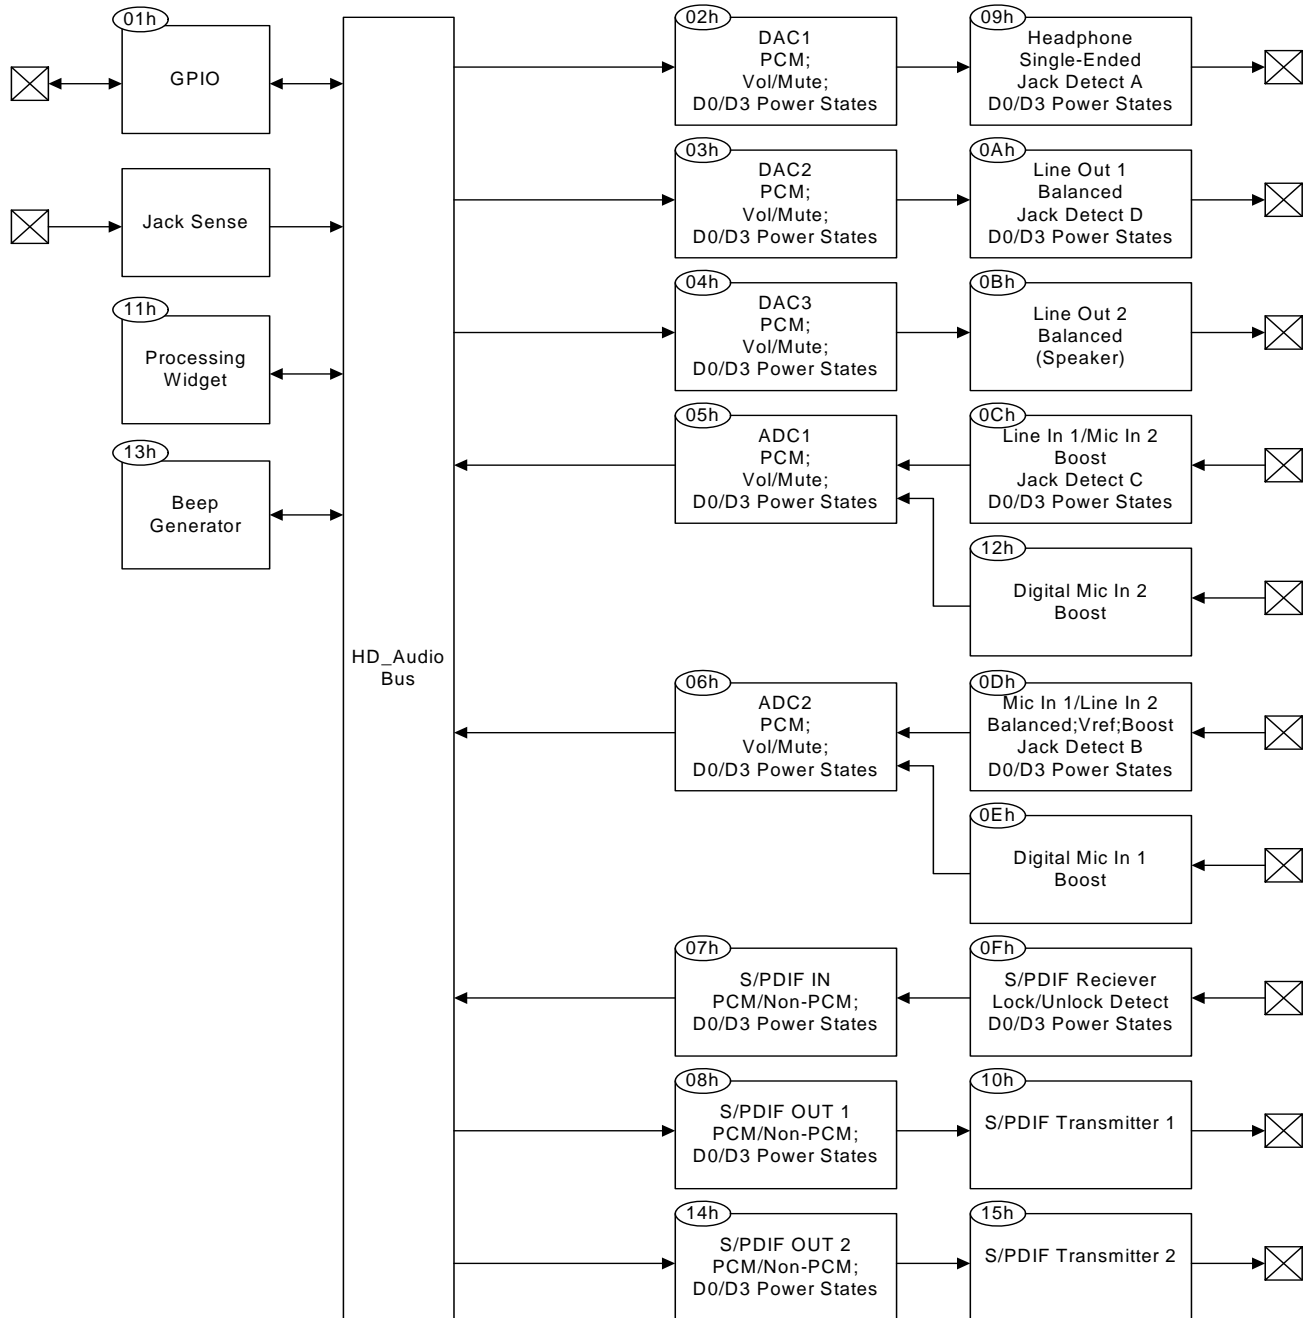 01h
GPIO
Jack Sense
11h
Processing
Widget
13h
Beep
Generator
HD_Audio
Bus
02h
DAC1
PCM;
Vol/Mute;
D0/D3 Power States
09h
Headphone
Single-Ended
Jack Detect A
D0/D3 Power States
03h
DAC2
PCM;
Vol/Mute;
D0/D3 Power States
0Ah
Line Out 1
Balanced
Jack Detect D
D0/D3 Power States
04h
DAC3
PCM;
Vol/Mute;
D0/D3 Power States
0Bh
Line Out 2
Balanced
(Speaker)
05h
ADC1
PCM;
Vol/Mute;
D0/D3 Power States
0Ch
Line In 1/Mic In 2
Boost
Jack Detect C
D0/D3 Power States
12h
Digital Mic In 2
Boost
06h
ADC2
PCM;
Vol/Mute;
D0/D3 Power States
0Dh
Mic In 1/Line In 2
Balanced;Vref;Boost
Jack Detect B
D0/D3 Power States
0Eh
Digital Mic In 1
Boost
07h
S/PDIF IN
PCM/Non-PCM;
D0/D3 Power States
0Fh
S/PDIF Reciever
Lock/Unlock Detect
D0/D3 Power States
08h
S/PDIF OUT 1
PCM/Non-PCM;
D0/D3 Power States
10h
S/PDIF Transmitter 1
14h
S/PDIF OUT 2
PCM/Non-PCM;
D0/D3 Power States
15h
S/PDIF Transmitter 2